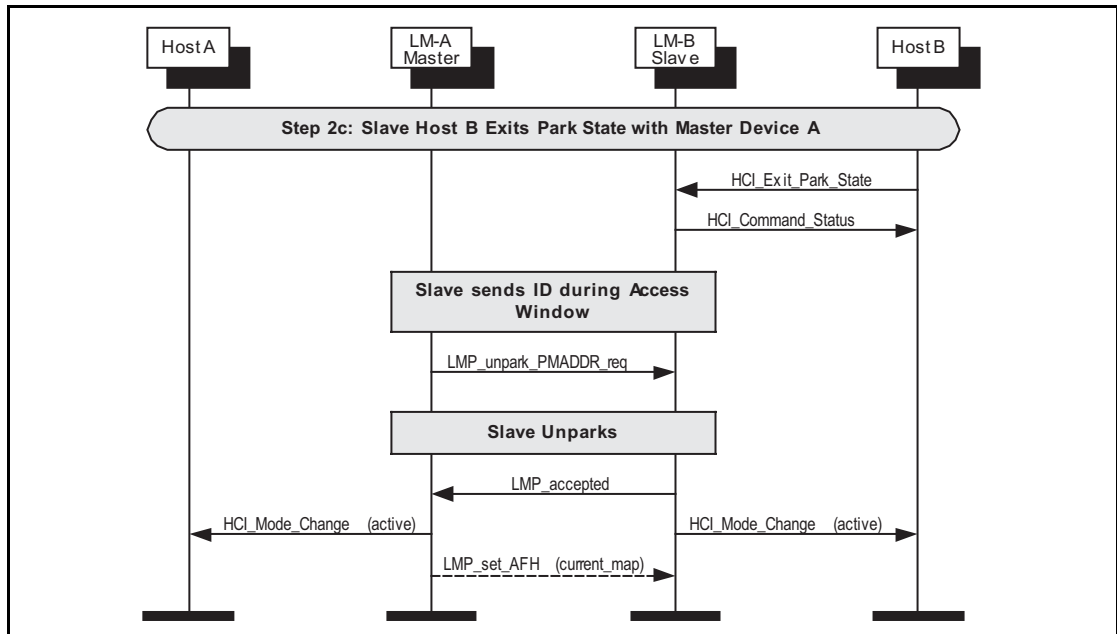 Host A
LM-A
Master
LM-B
Slave
Host B
Step 2c: Slave Host B Exits Park State with Master Device A
HCI_Exit_Park_State
HCI_Command_Status
Slave sends ID during Access
Window
LMP_unpark_PMADDR_req
Slave Unparks
LMP_accepted
HCI_Mode_Change (active)
HCI_Mode_Change (active)
LMP_set_AFH (current_map)